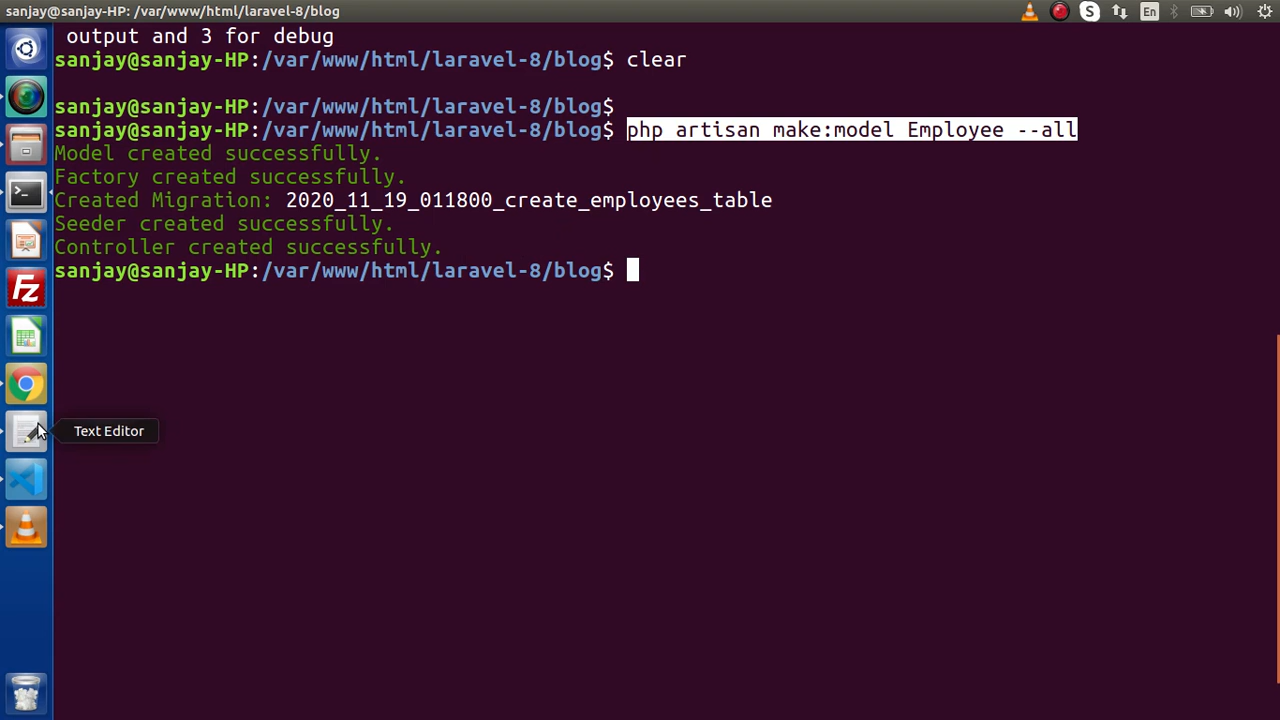 sanjay@sanjay-HP: /var/www/html/laravel-8/blog
En
output and 3 for debug
sanjay@sanjay-HP:/var/www/html/laravel-8/blog$ clear
sanjay@sanjay-HP:/var/www/html/laravel-8/blog$
sanjay@sanjay-HP:/var/www/html/laravel-8/blog$ php artisan make:model Employee --all
Model created successfully.
Factory created successfully.
Created Migration: 2020_11_19_011800_create_employees_table
Seeder created successfully.
Controller created successfully.
sanjay@sanjay-HP:/var/www/html/laravel-8/blog$
Fz
Text Editor